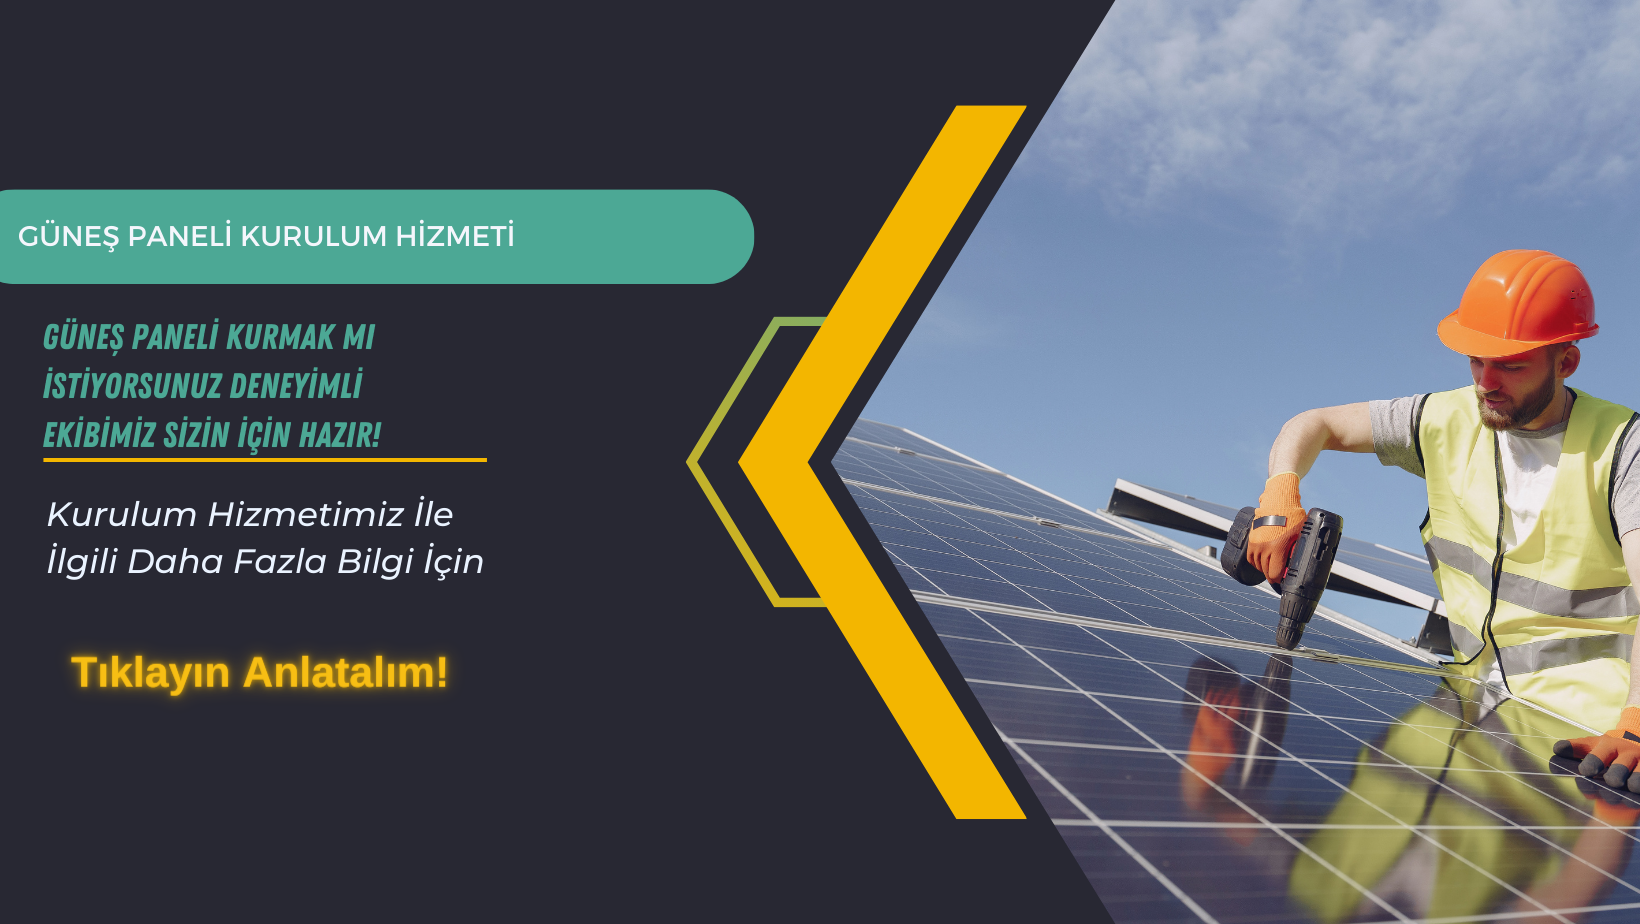 GÜNEŞ PANELİ KURULUM HİZMETİ
GÜNEŞ PANELİ KURMAK MI
İSTİYORSUNUZ DENEYİMLİ
EKİBİMİZ SİZİN İÇİN HAZIR!
Kurulum Hizmetimiz İle
İlgili Daha Fazla Bilgi İçin
Tıklayın Anlatalım!